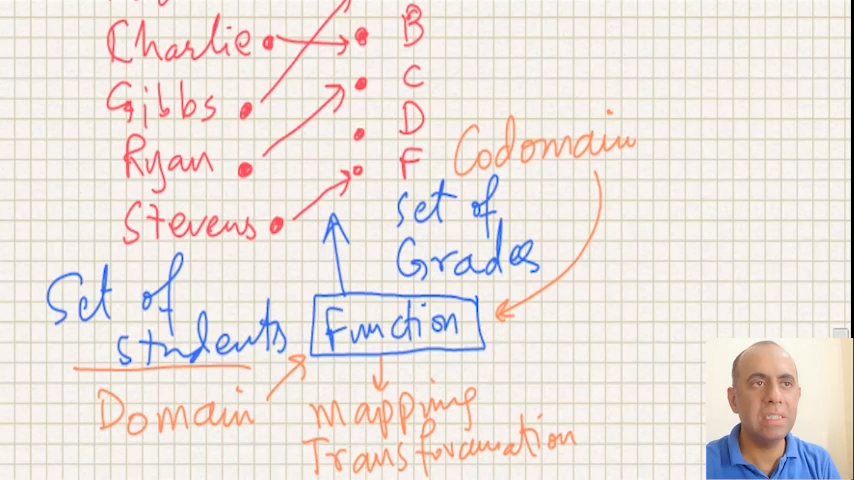 Charlie
B
Gibbs
C
Ryan
D
F
Codomain
Stevens
Set of
Grades
Set of
students
Function
Domain
mapping
Transformation